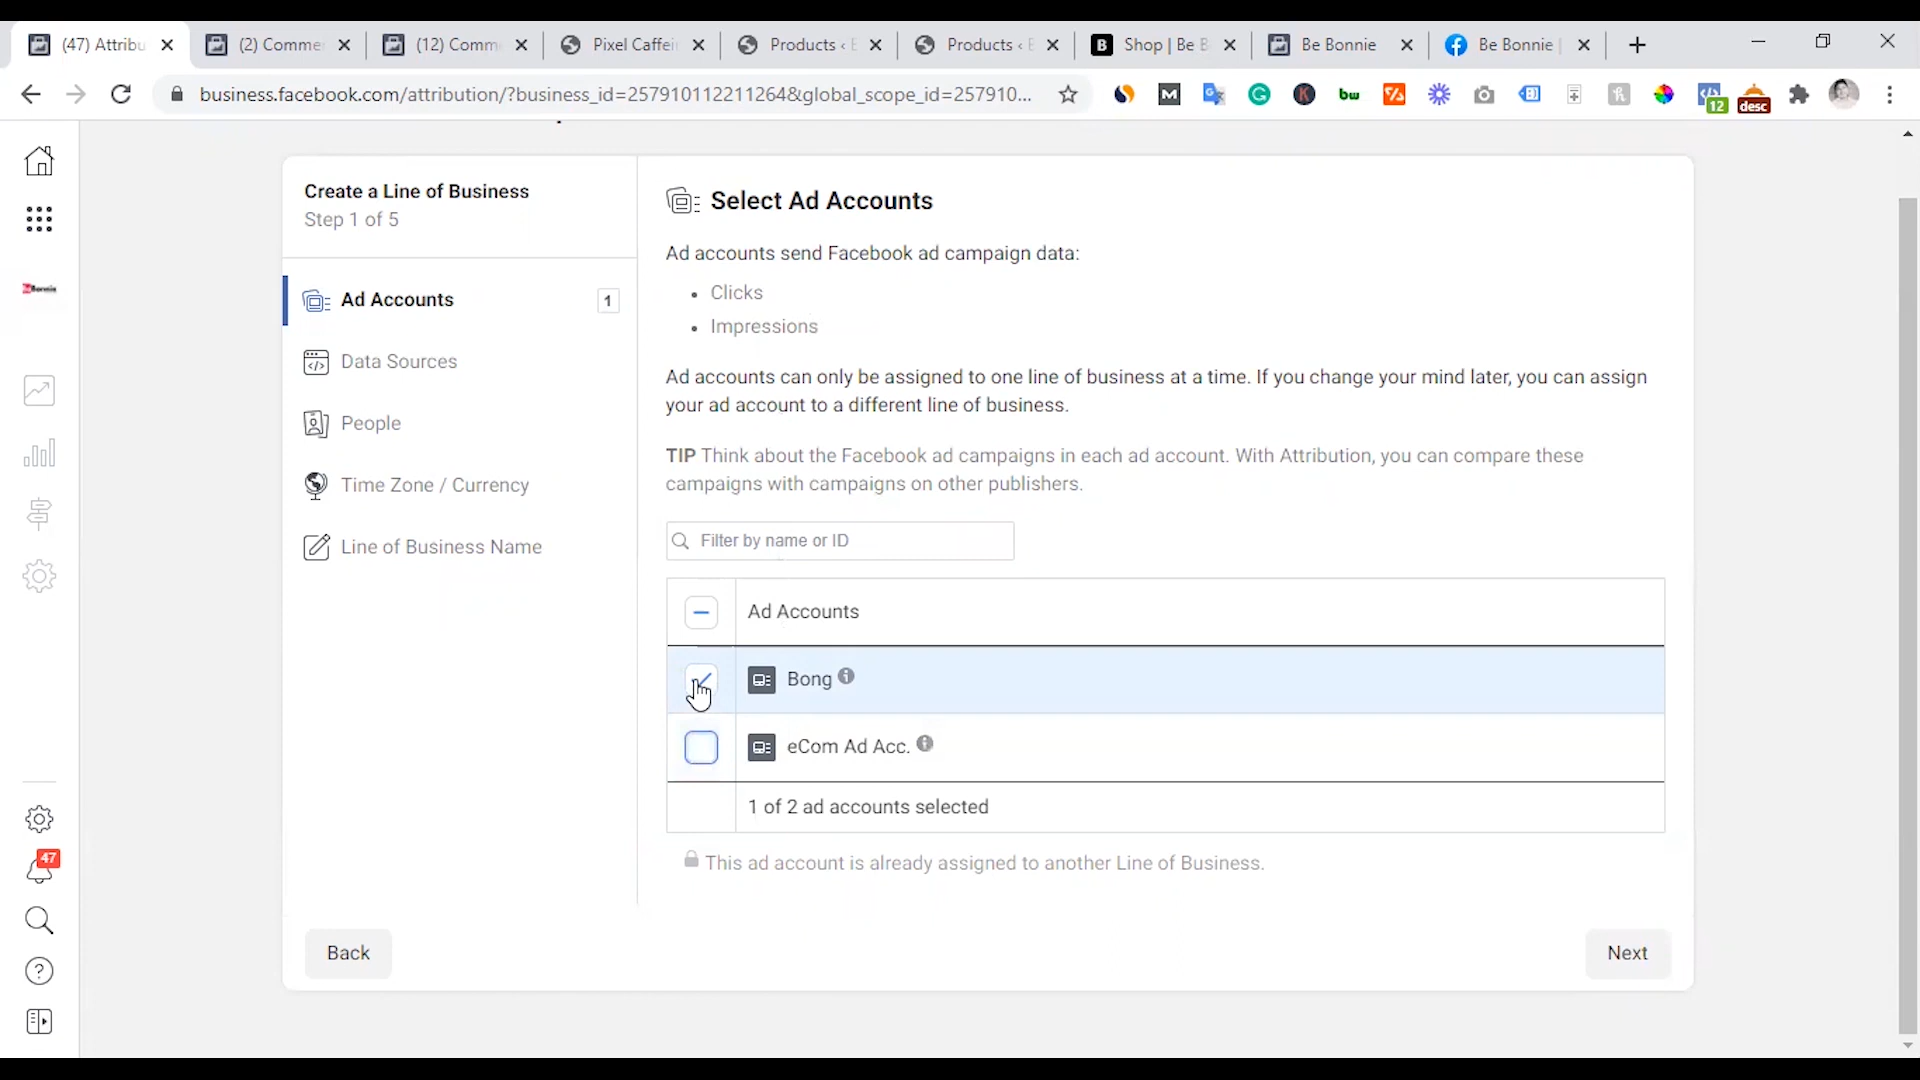 (47) Attribu
(2) Comme
(12) Comm
Pixel Caffei
Products ‹
Products ‹
Shop | Be B
Be Bonnie
Be Bonnie |
business.facebook.com/attribution/?business_id=257910112211264&global_scope_id=257910...
12
desc
Create a Line of Business
Step 1 of 5
Ad Accounts
1
Data Sources
People
Time Zone / Currency
Line of Business Name
Back
Select Ad Accounts
Ad accounts send Facebook ad campaign data:
• Clicks
• Impressions
Ad accounts can only be assigned to one line of business at a time. If you change your mind later, you can assign
your ad account to a different line of business.
TIP Think about the Facebook ad campaigns in each ad account. With Attribution, you can compare these
campaigns with campaigns on other publishers.
Filter by name or ID
Ad Accounts
Bong
eCom Ad Acc.
1 of 2 ad accounts selected
This ad account is already assigned to another Line of Business.
Next
47